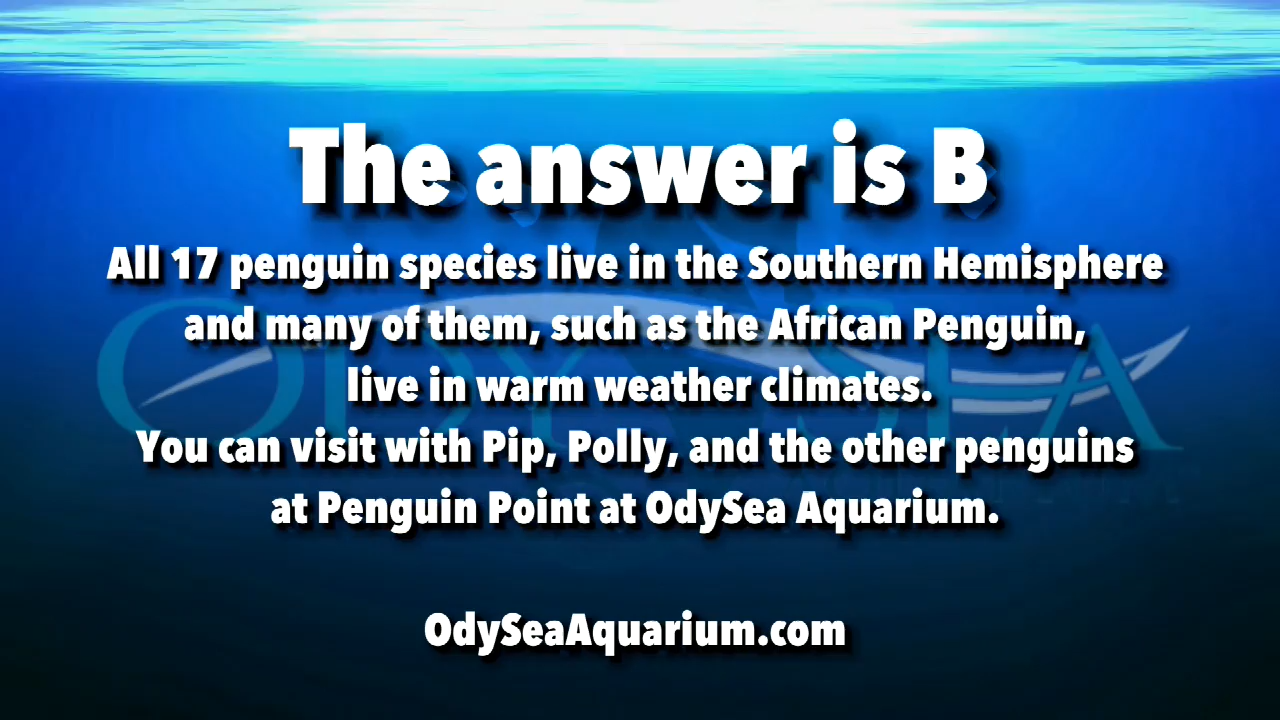 The answer is B
All 17 penguin species live in the Southern Hemisphere
and many of them, such as the African Penguin,
live in warm weather climates.
You can visit with Pip, Polly, and the other penguins
at Penguin Point at OdySea Aquarium.
OdySeaAquarium.com
ODYSEA